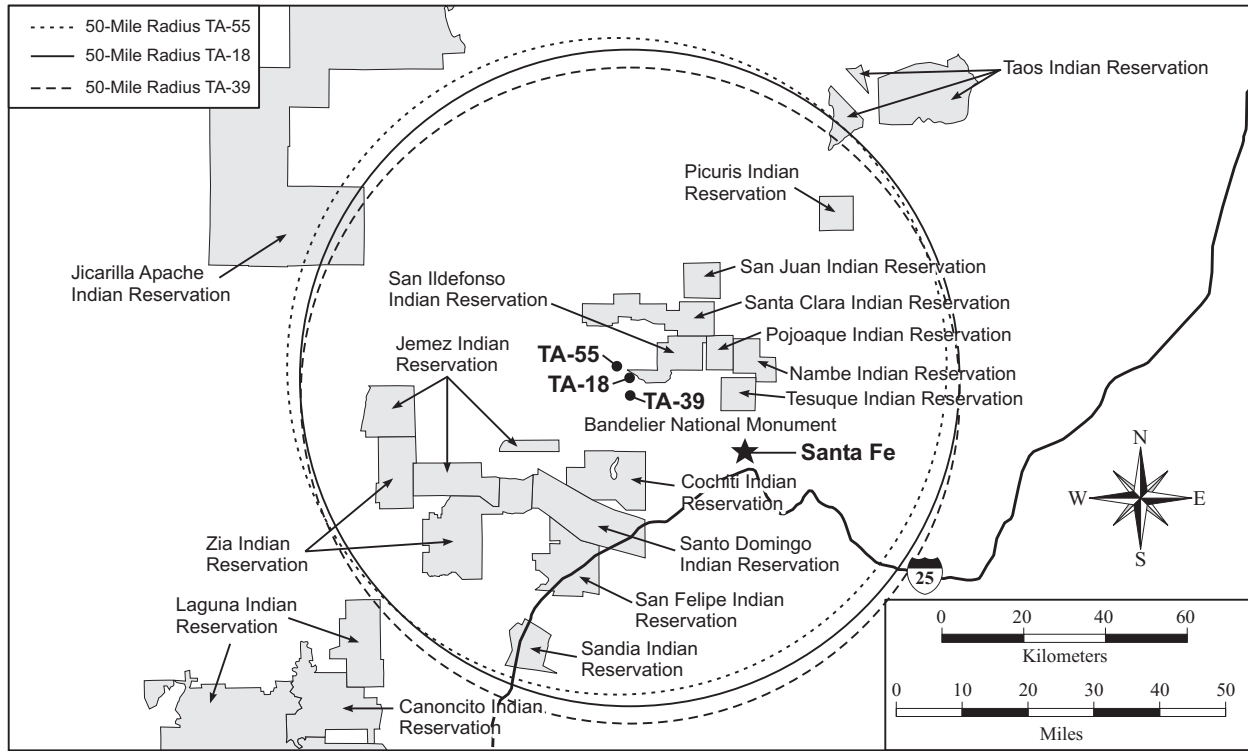 50-Mile Radius TA-55
50-Mile Radius TA-18
50-Mile Radius TA-39
Taos Indian Reservation
Picuris Indian
Reservation
Jicarilla Apache
Indian Reservation
San Ildefonso
Indian Reservation
San Juan Indian Reservation
Santa Clara Indian Reservation
Pojoaque Indian Reservation
Jemez Indian
Reservation
TA-55
TA-18
TA-39
Nambe Indian Reservation
Tesuque Indian Reservation
Bandelier National Monument
Santa Fe
Cochiti Indian
Reservation
N
W
E
S
Zia Indian
Reservation
Santo Domingo
Indian Reservation
25
San Felipe Indian
Reservation
Laguna Indian
Reservation
Sandia Indian
Reservation
Canoncito Indian
Reservation
0 20 40 60
Kilometers
0 10 20 30 40 50
Miles